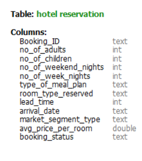 Table: hotel reservation
Columns:
Booking_ID text
no_of_adults int
no_of_children int
no_of_weekend_nights int
no_of_week_nights int
type_of_meal_plan text
room_type_reserved text
lead_time int
arrival_date text
market_segment_type text
avg_price_per_room double
booking_status text